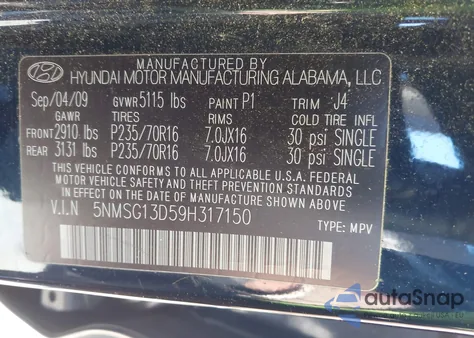 MANUFACTURED BY
HYUNDAI MOTOR MANUFACTURING ALABAMA, LLC.
Sep/04/09 GVWR 5115 lbs PAINT P1 TRIM J4
GAWR TIRES RIMS COLD TIRE INFL
FRONT 2910 lbs P235/70R16 7.0JX16 30 psi SINGLE
REAR 3131 lbs P235/70R16 7.0JX16 30 psi SINGLE
THIS VEHICLE CONFORMS TO ALL APPLICABLE U.S.A. FEDERAL
MOTOR VEHICLE SAFETY, BUMPER, AND THEFT PREVENTION
STANDARDS IN EFFECT ON THE DATE OF MANUFACTURE SHOWN ABOVE.
V.I.N 5NMSG13D59H317150
TYPE: MPV
autoSnap